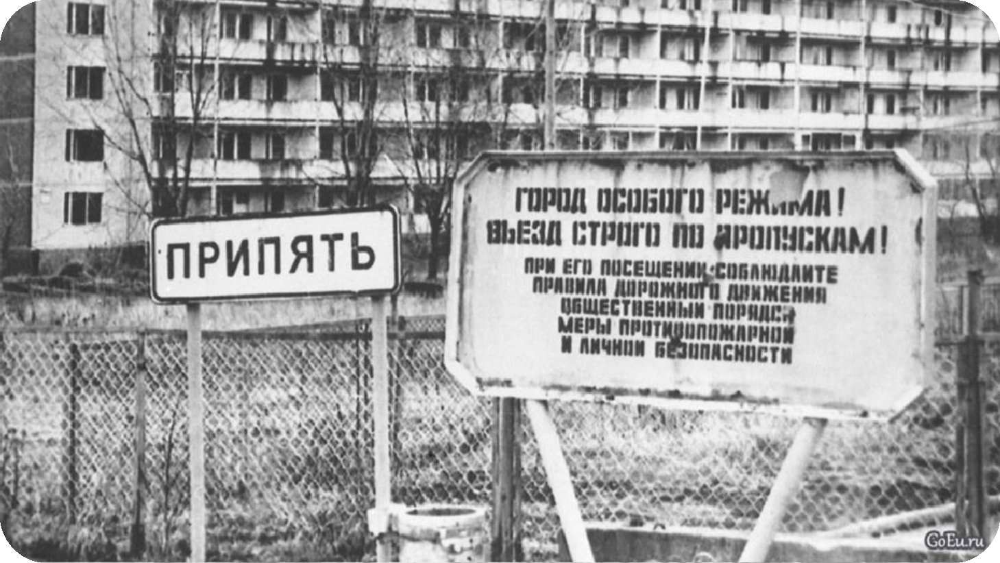 ПРИПЯТЬ
ГОРОД ОСОБОГО РЕЖИМА!
ВЪЕЗД СТРОГО ПО ПРОПУСКАМ!
ПРИ ЕГО ПОСЕЩЕНИИ СОБЛЮДАЙТЕ
ПРАВИЛА ДОРОЖНОГО ДВИЖЕНИЯ
ОБЩЕСТВЕННЫЙ ПОРЯДОК
МЕРЫ ПРОТИВОПОЖАРНОЙ
И ЛИЧНОЙ БЕЗОПАСНОСТИ
GoEu.ru